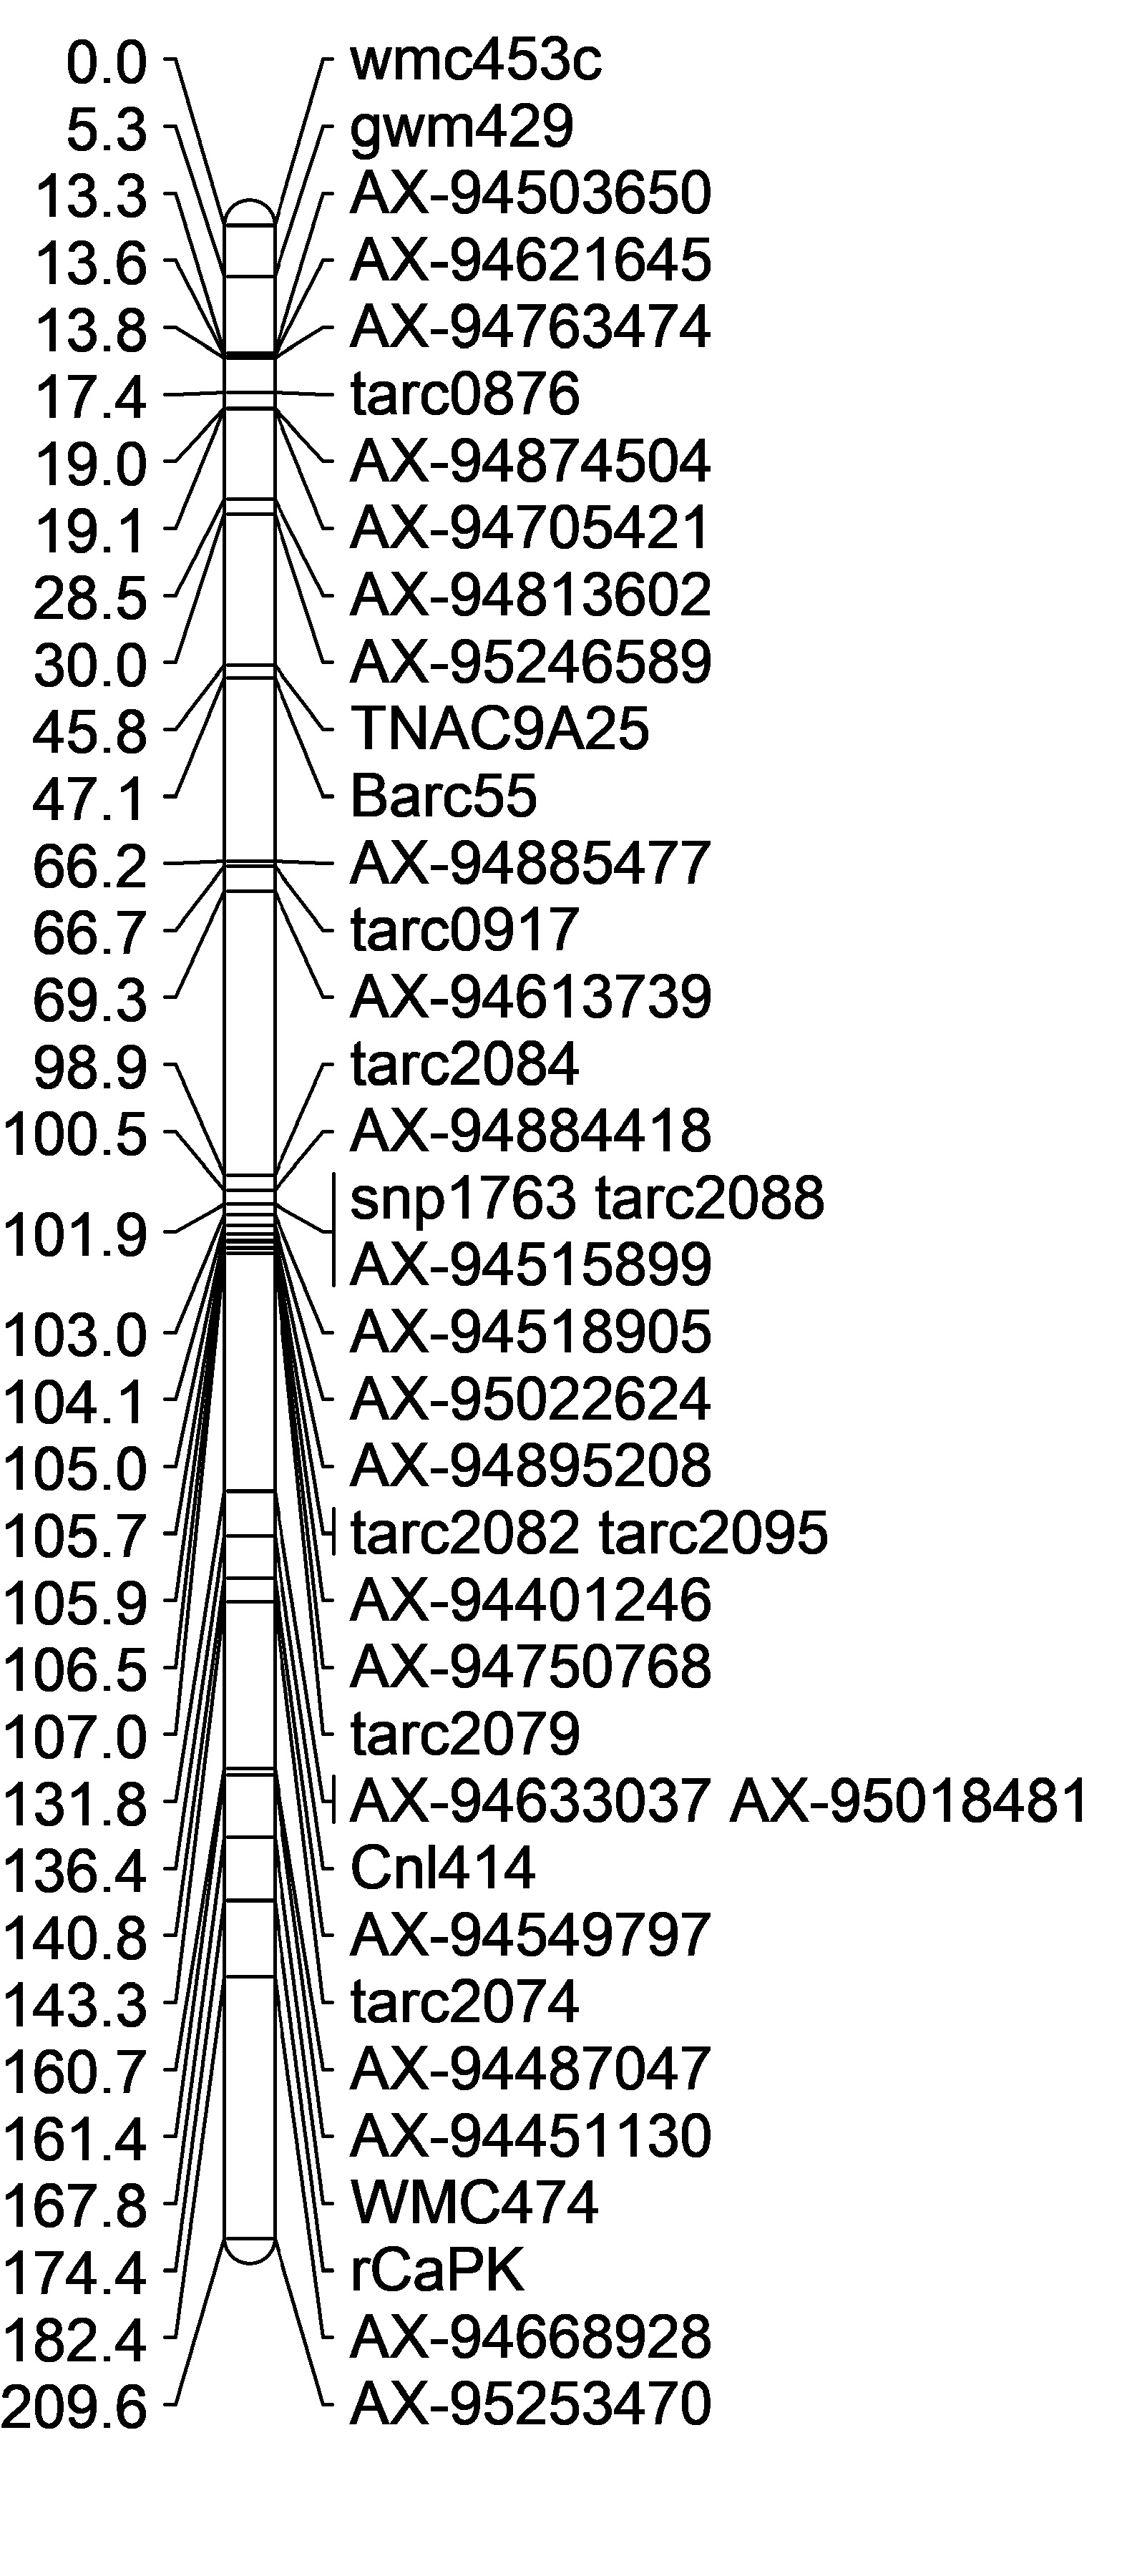 0.0 wmc453c
5.3 gwm429
13.3 AX-94503650
13.6 AX-94621645
13.8 AX-94763474
17.4 tarc0876
19.0 AX-94874504
19.1 AX-94705421
28.5 AX-94813602
30.0 AX-95246589
45.8 TNAC9A25
47.1 Barc55
66.2 AX-94885477
66.7 tarc0917
69.3 AX-94613739
98.9 tarc2084
100.5 AX-94884418
101.9 snp1763 tarc2088
AX-94515899
103.0 AX-94518905
104.1 AX-95022624
105.0 AX-94895208
105.7 tarc2082 tarc2095
105.9 AX-94401246
106.5 AX-94750768
107.0 tarc2079
131.8 AX-94633037 AX-95018481
136.4 Cnl414
140.8 AX-94549797
143.3 tarc2074
160.7 AX-94487047
161.4 AX-94451130
167.8 WMC474
174.4 rCaPK
182.4 AX-94668928
209.6 AX-95253470